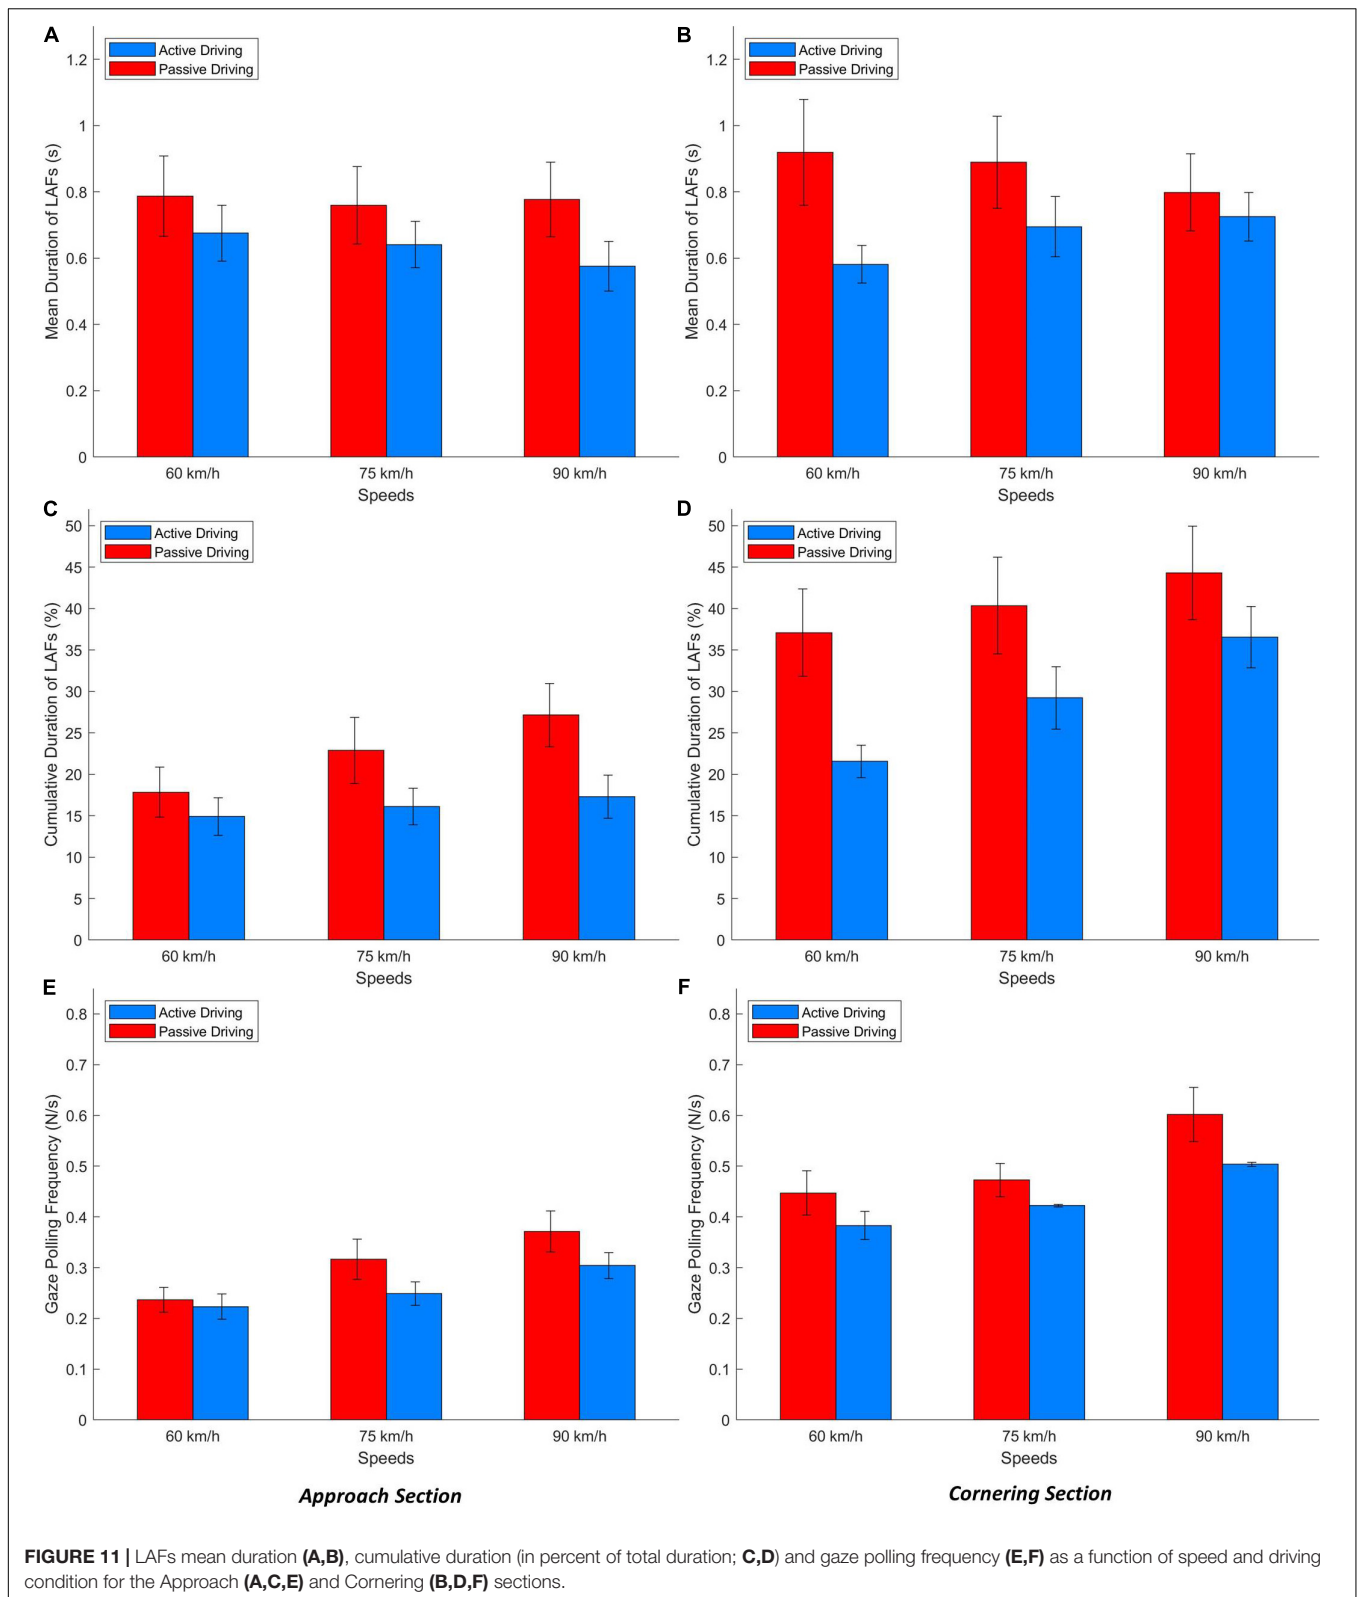 A
Active Driving
Passive Driving
Mean Duration of LAFs (s)
1.2
1
0.8
0.6
0.4
0.2
0
60 km/h 75 km/h 90 km/h
Speeds
B
Active Driving
Passive Driving
Mean Duration of LAFs (s)
1.2
1
0.8
0.6
0.4
0.2
0
60 km/h 75 km/h 90 km/h
Speeds
C
Active Driving
Passive Driving
Cumulative Duration of LAFs (%)
50
45
40
35
30
25
20
15
10
5
0
60 km/h 75 km/h 90 km/h
Speeds
D
Active Driving
Passive Driving
Cumulative Duration of LAFs (%)
50
45
40
35
30
25
20
15
10
5
0
60 km/h 75 km/h 90 km/h
Speeds
E
Active Driving
Passive Driving
Gaze Polling Frequency (N/s)
0.8
0.7
0.6
0.5
0.4
0.3
0.2
0.1
0
60 km/h 75 km/h 90 km/h
Speeds
Approach Section
F
Active Driving
Passive Driving
Gaze Polling Frequency (N/s)
0.8
0.7
0.6
0.5
0.4
0.3
0.2
0.1
0
60 km/h 75 km/h 90 km/h
Speeds
Cornering Section
FIGURE 11 | LAFs mean duration (A,B), cumulative duration (in percent of total duration; C,D) and gaze polling frequency (E,F) as a function of speed and driving
condition for the Approach (A,C,E) and Cornering (B,D,F) sections.